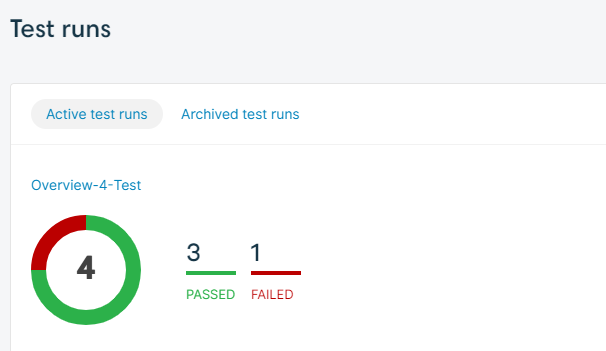 Test runs
Active test runs Archived test runs
Overview-4-Test
4
3 1
PASSED FAILED